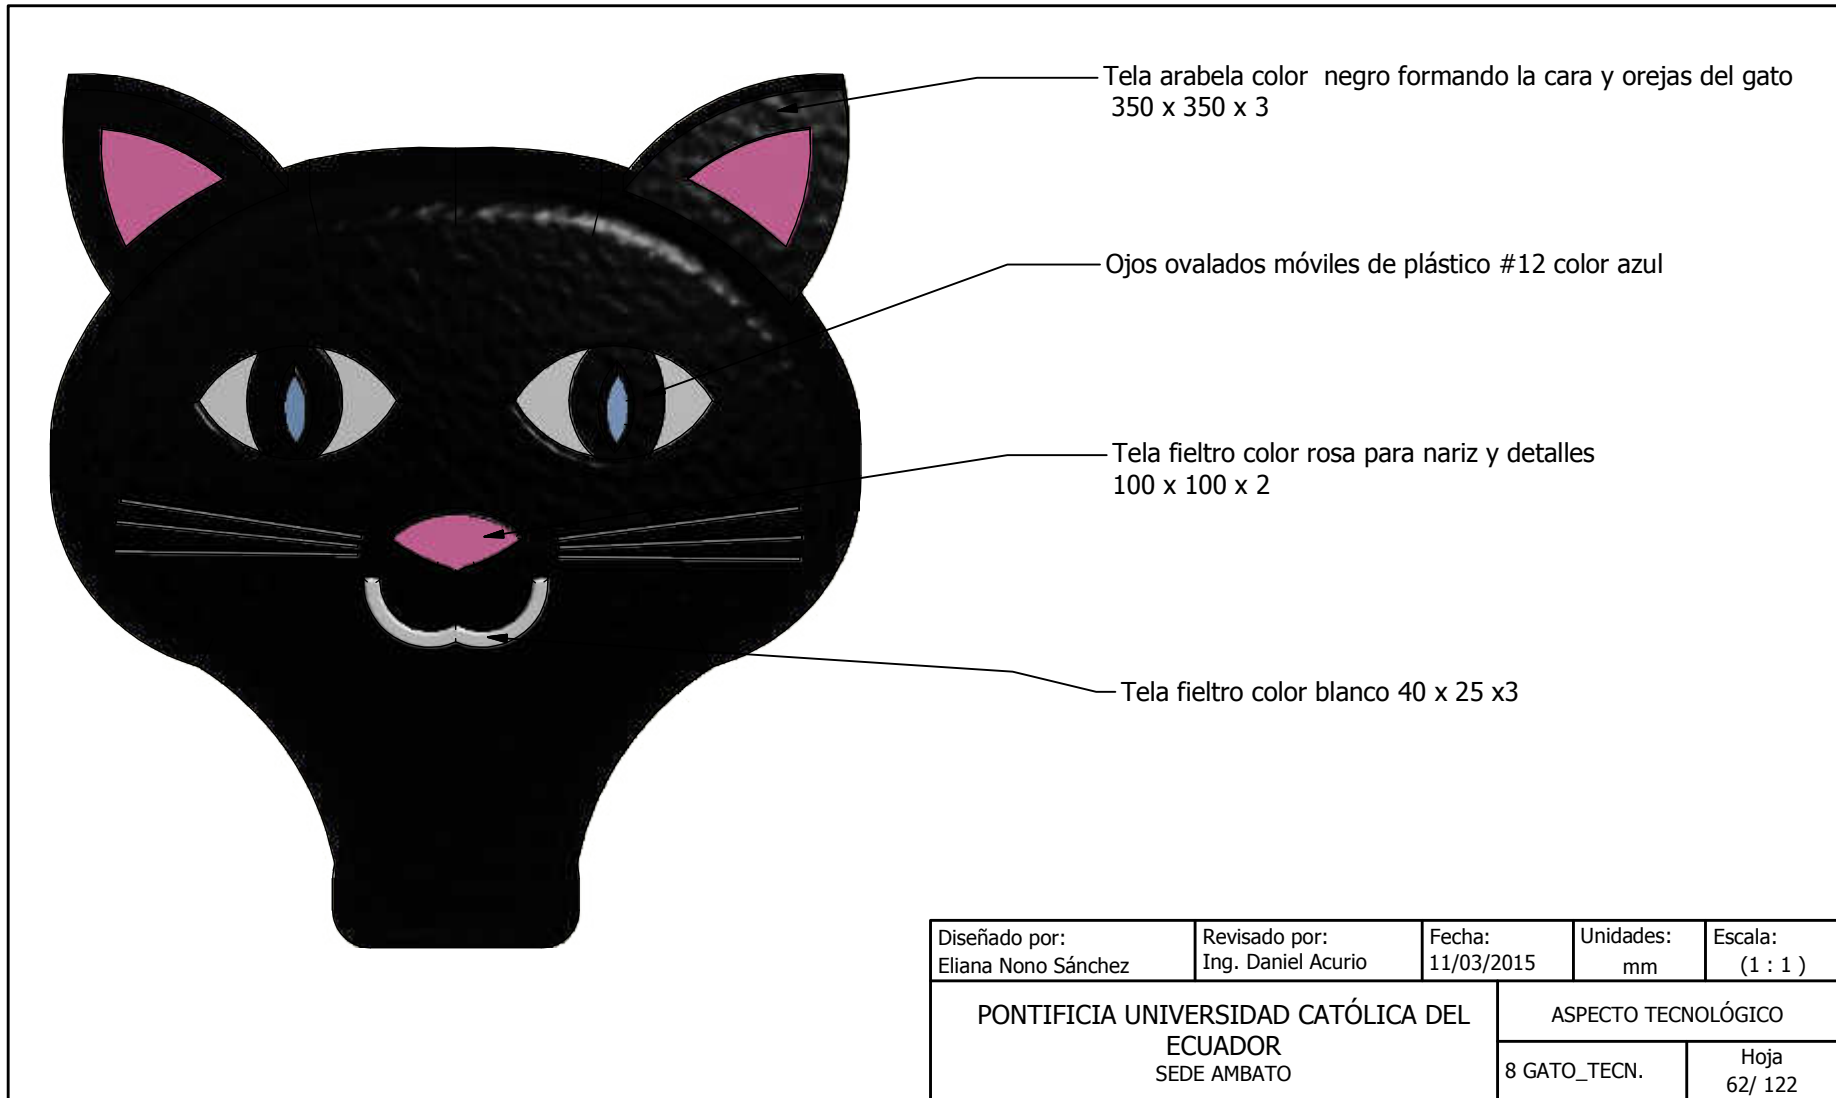 Tela arabela color negro formando la cara y orejas del gato
350 x 350 x 3
Ojos ovalados móviles de plástico #12 color azul
Tela fieltro color rosa para nariz y detalles
100 x 100 x 2
Tela fieltro color blanco 40 x 25 x3
Diseñado por:
Eliana Nono Sánchez
Revisado por:
Ing. Daniel Acurio
Fecha:
11/03/2015
Unidades:
mm
Escala:
(1 : 1 )
PONTIFICIA UNIVERSIDAD CATÓLICA DEL
ECUADOR
SEDE AMBATO
ASPECTO TECNOLÓGICO
8 GATO_TECN.
Hoja
62/ 122